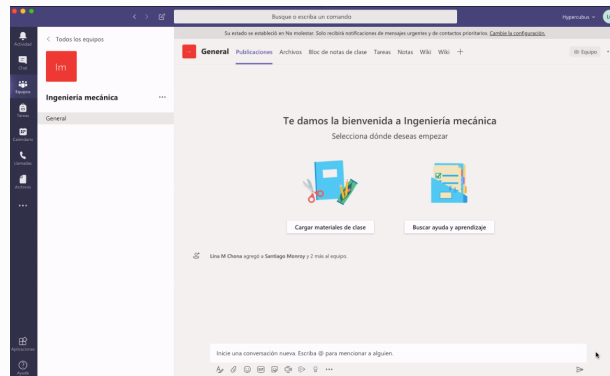 Busque o escriba un comando
Hypercubus
Su estado se estableció en No molestar. Solo recibirá notificaciones de mensajes urgentes y de contactos prioritarios. Cambie la configuración.
Actividad
Chat
Equipos
Tareas
Calendario
Llamadas
Archivos
Aplicaciones
Ayuda
Todos los equipos
Im
Ingeniería mecánica
General
General Publicaciones Archivos Bloc de notas de clase Tareas Notas Wiki Wiki
Equipo
Te damos la bienvenida a Ingeniería mecánica
Selecciona dónde deseas empezar
Cargar materiales de clase
Buscar ayuda y aprendizaje
Lina M Chona agregó a Santiago Monroy y 2 más al equipo.
Inicie una conversación nueva. Escriba @ para mencionar a alguien.